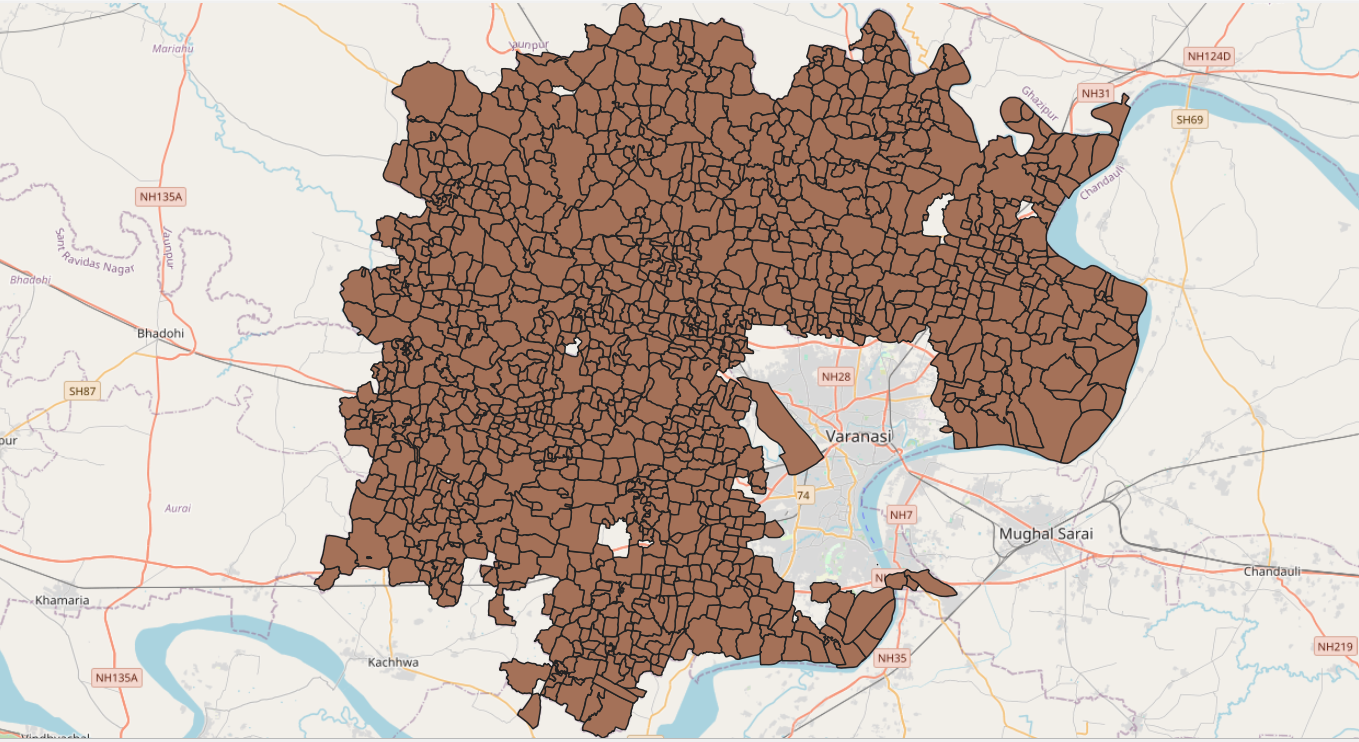 Mariahu
Jaunpur
NH124D
NH31
Ghazipur
SH69
NH135A
Chandauli
Sant Ravidas Nagar
Jaunpur
Bhadohi
Bhadohi
NH28
SH87
Varanasi
74
Aurai
NH7
Mughal Sarai
Chandauli
Khamaria
NH219
Kachhwa
NH35
NH135A